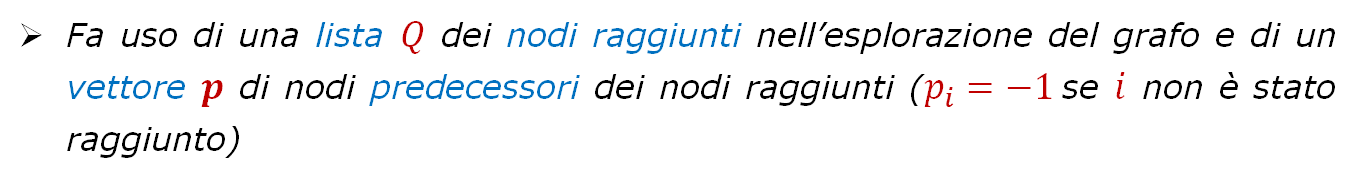 ➢ Fa uso di una lista Q dei nodi raggiunti nell’esplorazione del grafo e di un
vettore p di nodi predecessori dei nodi raggiunti (pᵢ = −1 se i non è stato
raggiunto)